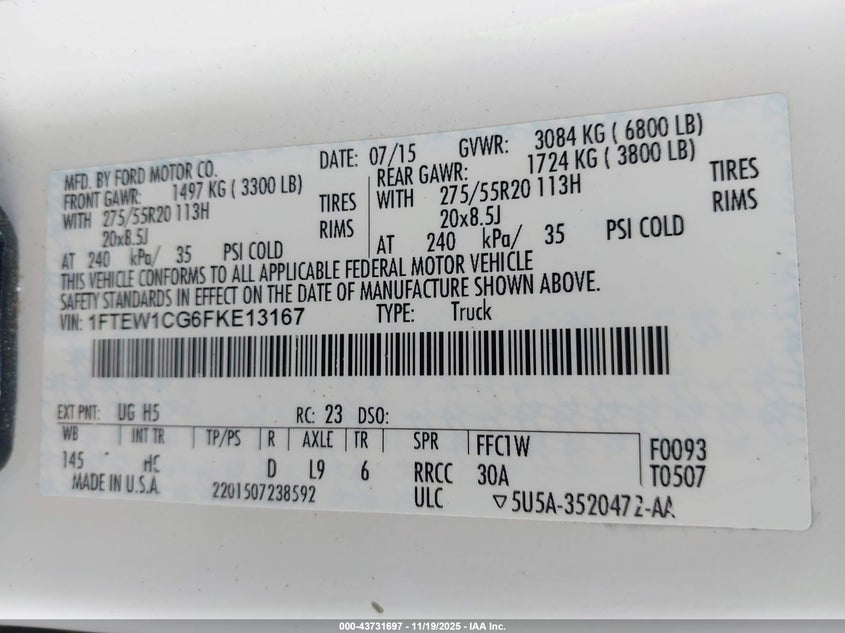 MFD. BY FORD MOTOR CO.
DATE: 07/15 GVWR: 3084 KG ( 6800 LB)
FRONT GAWR: 1497 KG ( 3300 LB)
WITH 275/55R20 113H TIRES
20x8.5J RIMS
AT 240 kPa/ 35 PSI COLD
REAR GAWR: 1724 KG ( 3800 LB)
WITH 275/55R20 113H TIRES
20x8.5J RIMS
AT 240 kPa/ 35 PSI COLD
THIS VEHICLE CONFORMS TO ALL APPLICABLE FEDERAL MOTOR VEHICLE
SAFETY STANDARDS IN EFFECT ON THE DATE OF MANUFACTURE SHOWN ABOVE.
VIN: 1FTEW1CG6FKE13167 TYPE: Truck
EXT PNT: UG H5 RC: 23 DSO:
WB INT TR TP/PS R AXLE TR SPR FFC1W F0093
145 HC D L9 6 RRCC 30A T0507
MADE IN U.S.A. 2201507238592 ULC ▽5U5A-3520472-AA
000-43731697 - 11/19/2025 - IAA Inc.